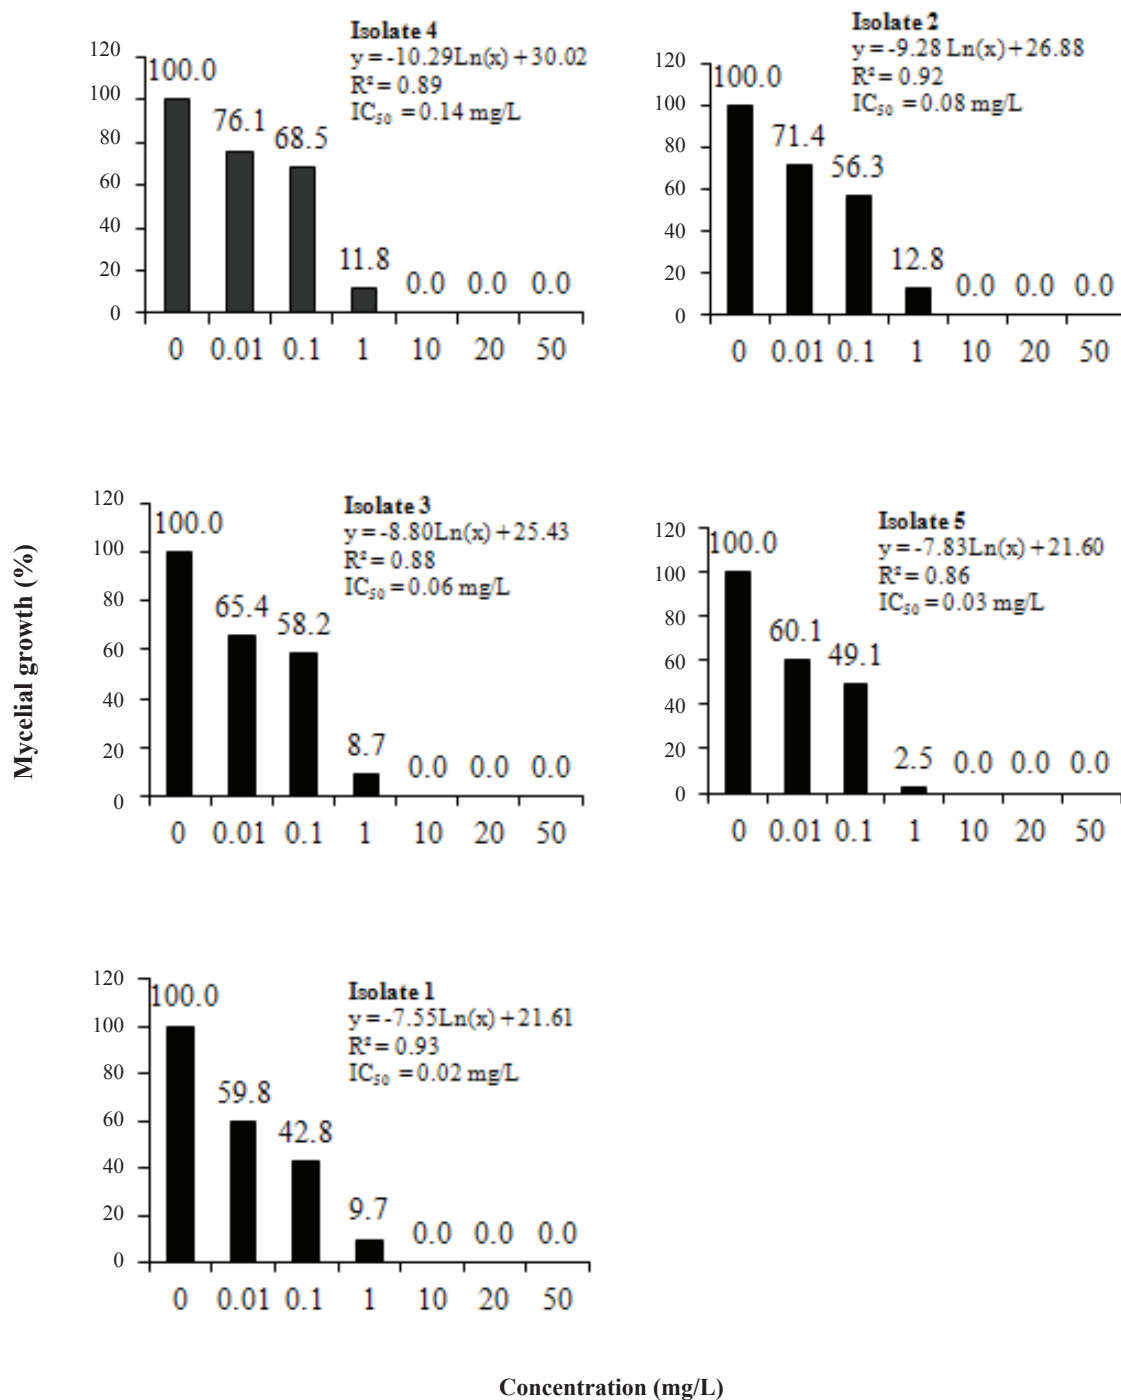 Isolate 4
y = -10.29Ln(x) + 30.02
R² = 0.89
IC₅₀ = 0.14 mg/L
120
100
80
60
40
20
0
100.0
76.1
68.5
11.8
0.0 0.0 0.0
0 0.01 0.1 1 10 20 50
Isolate 2
y = -9.28 Ln(x) + 26.88
R² = 0.92
IC₅₀ = 0.08 mg/L
120
100
80
60
40
20
0
100.0
71.4
56.3
12.8
0.0 0.0 0.0
0 0.01 0.1 1 10 20 50
Mycelial growth (%)
Isolate 3
y = -8.80Ln(x) + 25.43
R² = 0.88
IC₅₀ = 0.06 mg/L
120
100
80
60
40
20
0
100.0
65.4
58.2
8.7
0.0 0.0 0.0
0 0.01 0.1 1 10 20 50
Isolate 5
y = -7.83Ln(x) + 21.60
R² = 0.86
IC₅₀ = 0.03 mg/L
120
100
80
60
40
20
0
100.0
60.1
49.1
2.5
0.0 0.0 0.0
0 0.01 0.1 1 10 20 50
Isolate 1
y = -7.55Ln(x) + 21.61
R² = 0.93
IC₅₀ = 0.02 mg/L
120
100
80
60
40
20
0
100.0
59.8
42.8
9.7
0.0 0.0 0.0
0 0.01 0.1 1 10 20 50
Concentration (mg/L)